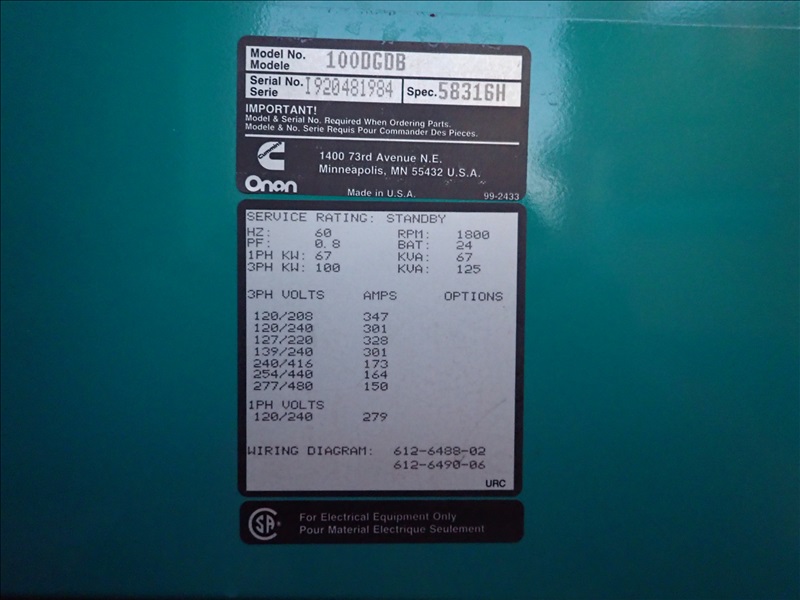 Model No. 100DGDB
Modele
Serial No. I920481984 Spec. 58316H
Serie
IMPORTANT!
Model & Serial No. Required When Ordering Parts.
Modele & No. Serie Requis Pour Commander Des Pieces.
Cummins
Onan
1400 73rd Avenue N.E.
Minneapolis, MN 55432 U.S.A.
Made in U.S.A. 99-2433
SERVICE RATING: STANDBY
HZ: 60 RPM: 1800
PF: 0.8 BAT: 24
1PH KW: 67 KVA: 67
3PH KW: 100 KVA: 125
3PH VOLTS AMPS OPTIONS
120/208 347
120/240 301
127/220 328
139/240 301
240/416 173
254/440 164
277/480 150
1PH VOLTS
120/240 279
WIRING DIAGRAM: 612-6488-02
612-6490-06
URC
CSA
For Electrical Equipment Only
Pour Material Electrique Seulement